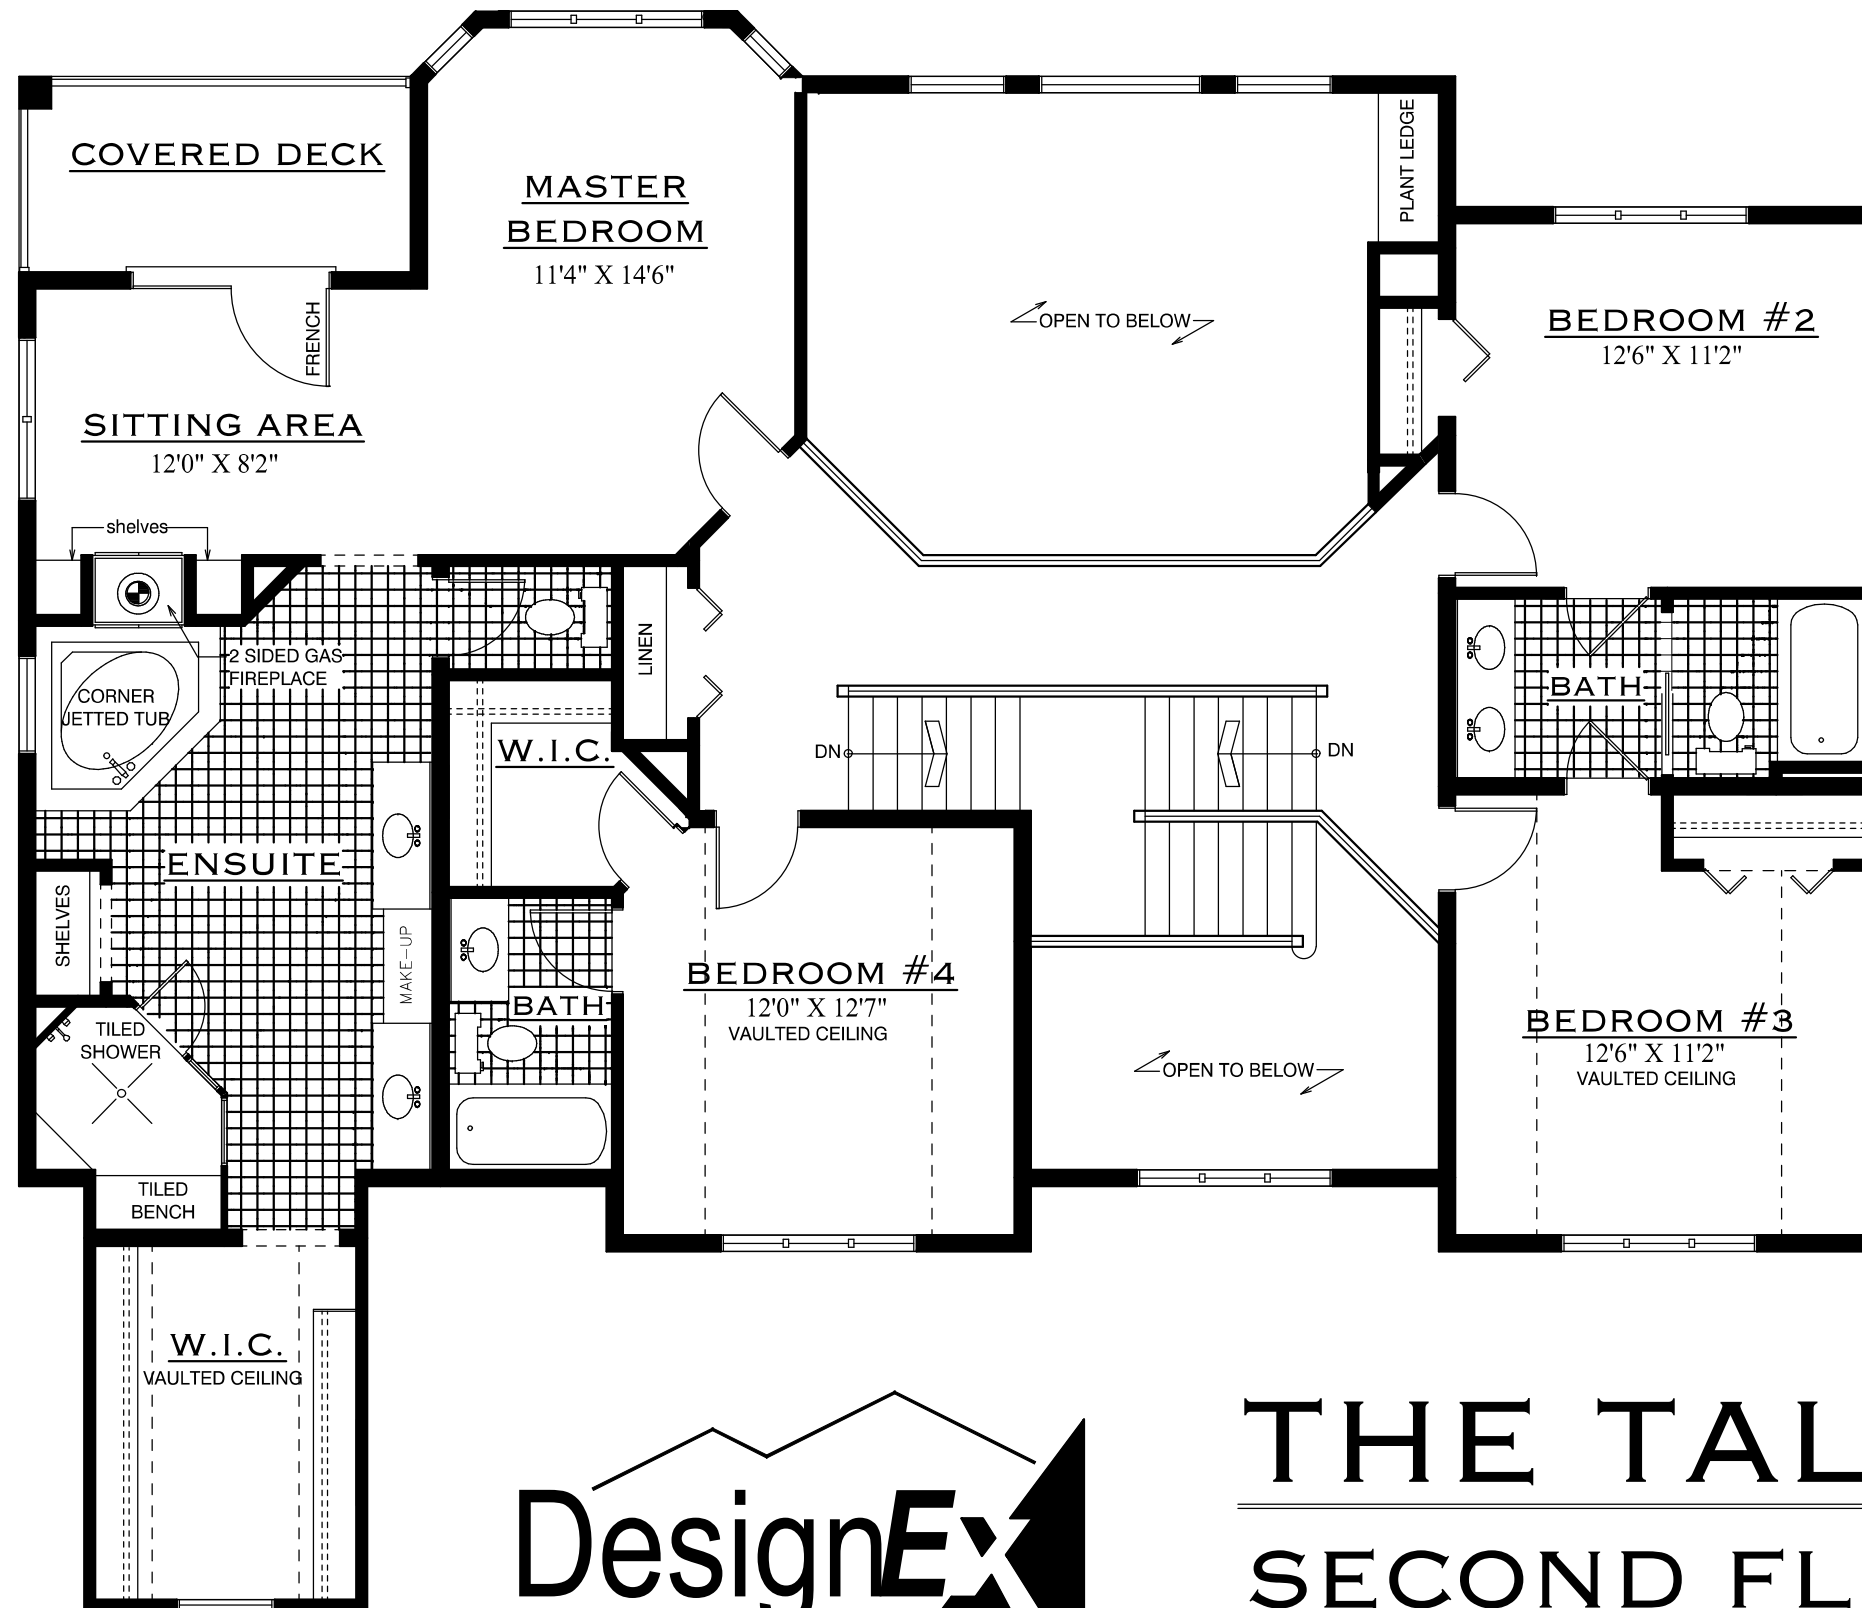 COVERED DECK
MASTER
BEDROOM
11'4" X 14'6"
PLANT LEDGE
OPEN TO BELOW
BEDROOM #2
12'6" X 11'2"
FRENCH
SITTING AREA
12'0" X 8'2"
shelves
2 SIDED GAS
FIREPLACE
LINEN
CORNER
JETTED TUB
W.I.C.
DN
DN
BATH
ENSUITE
SHELVES
MAKE-UP
BATH
BEDROOM #4
12'0" X 12'7"
VAULTED CEILING
TILED
SHOWER
OPEN TO BELOW
BEDROOM #3
12'6" X 11'2"
VAULTED CEILING
TILED
BENCH
W.I.C.
VAULTED CEILING
DesignEx
THE TAL
SECOND FL